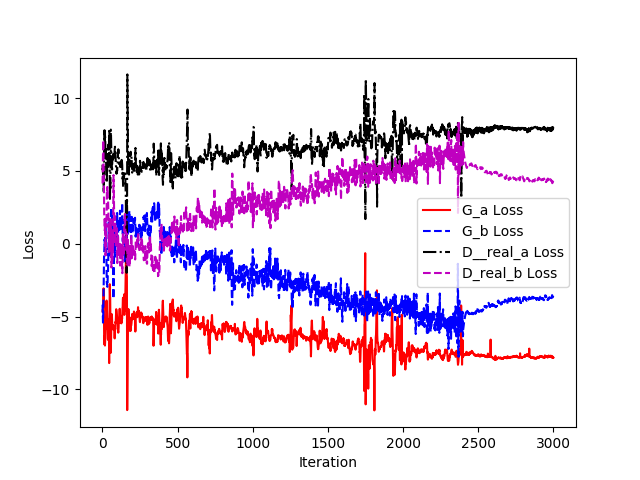 10
5
0
−5
−10
Loss
G_a Loss
G_b Loss
D__real_a Loss
D_real_b Loss
0 500 1000 1500 2000 2500 3000
Iteration